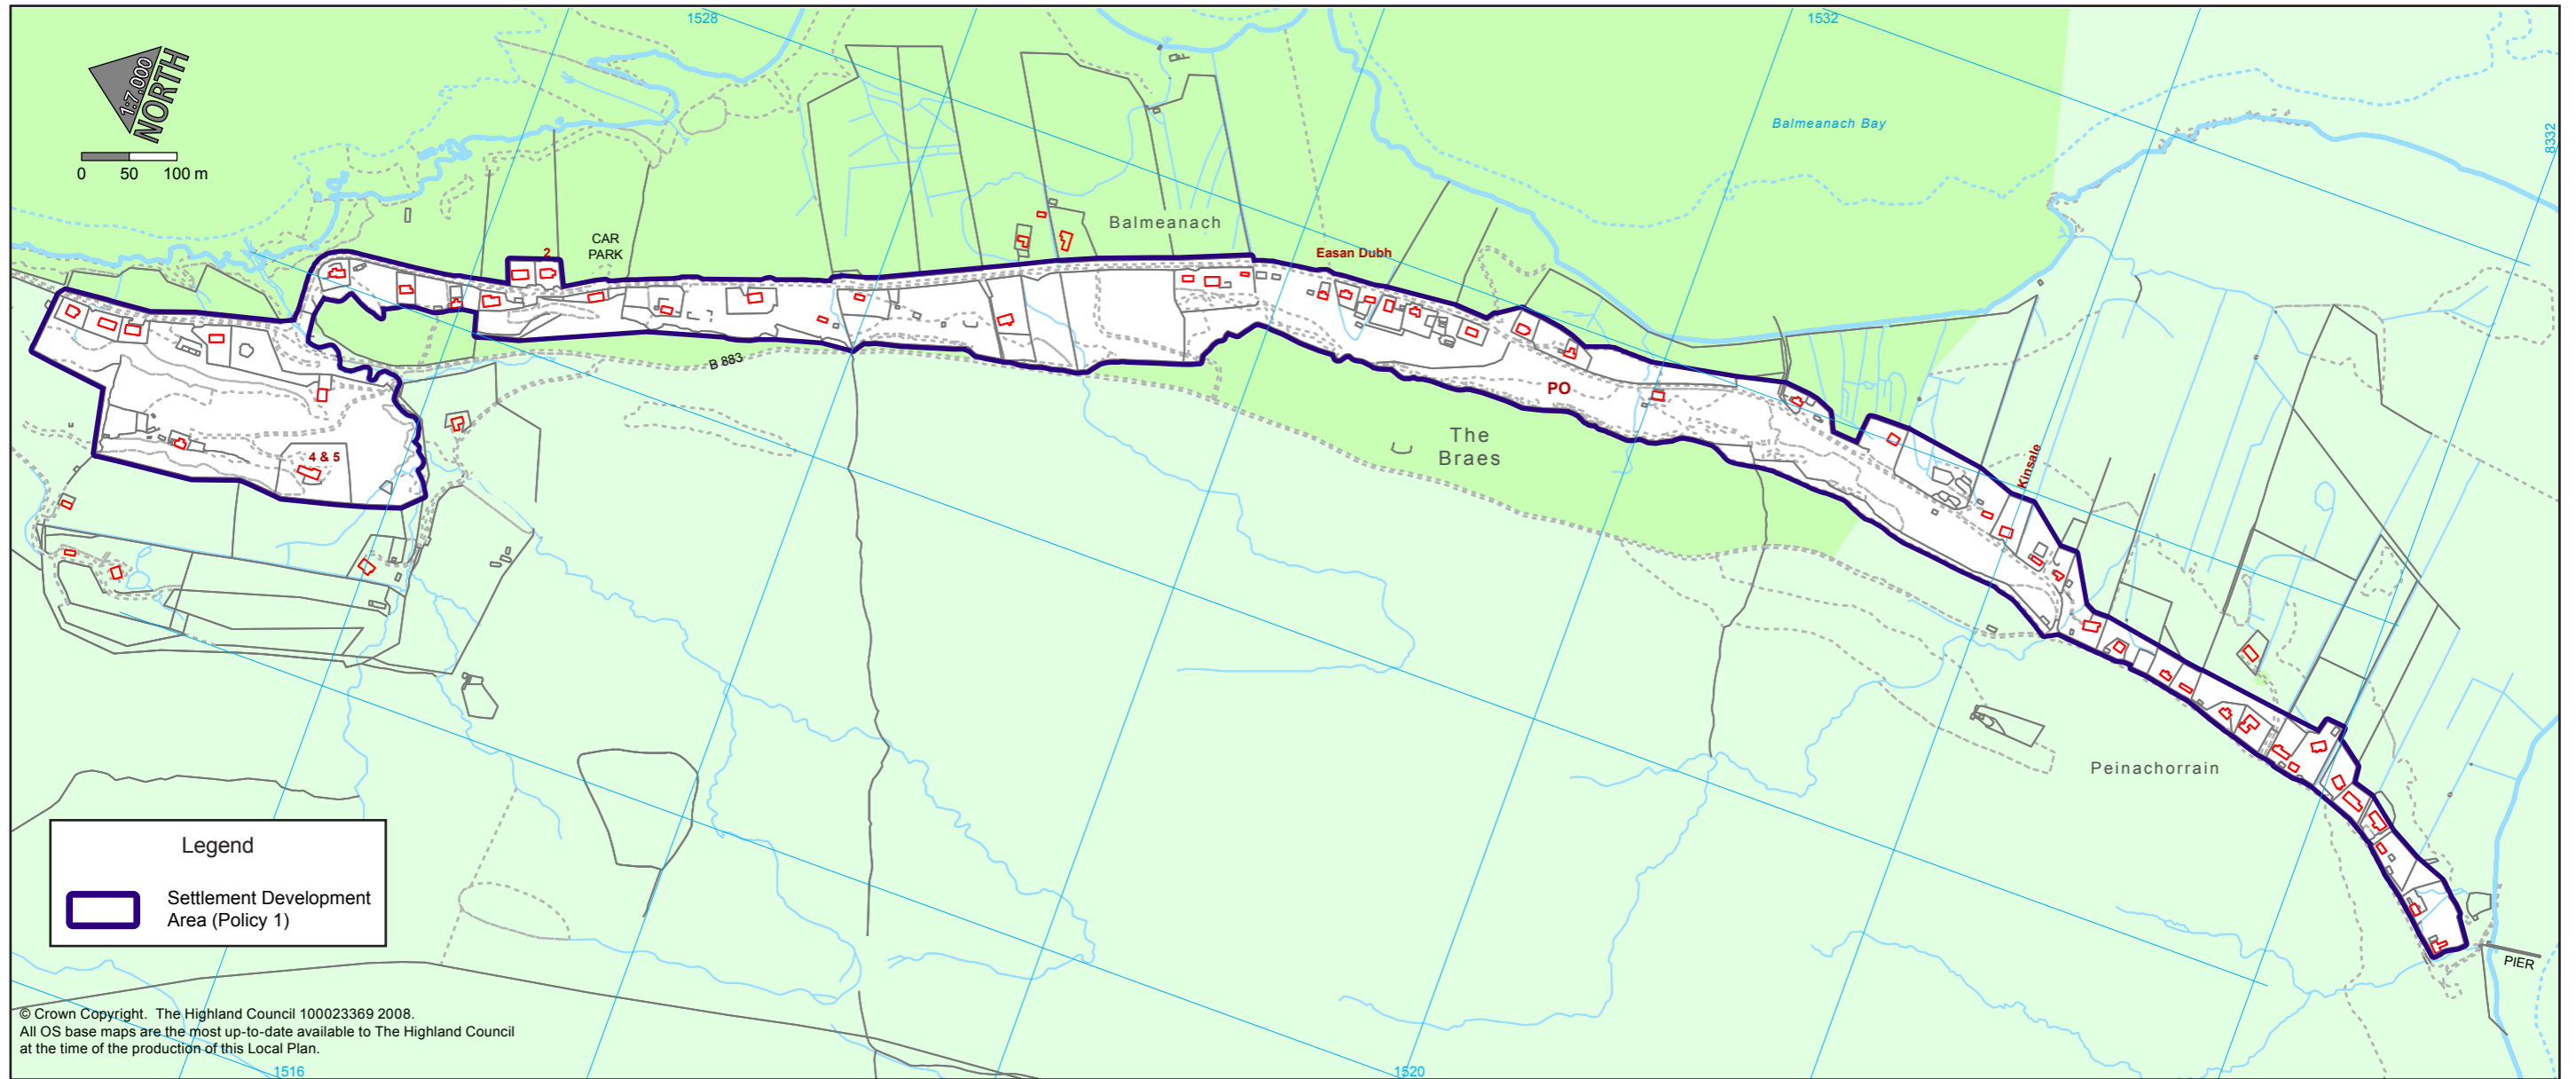 1528
1532
1:7,000
NORTH
0 50 100 m
Balmeanach Bay
8332
2
CAR
PARK
Balmeanach
Easan Dubh
B 883
PO
The
Braes
4 & 5
Kinsale
Peinachorrain
PIER
Legend
Settlement Development
Area (Policy 1)
© Crown Copyright. The Highland Council 100023369 2008.
All OS base maps are the most up-to-date available to The Highland Council
at the time of the production of this Local Plan.
1516
1520